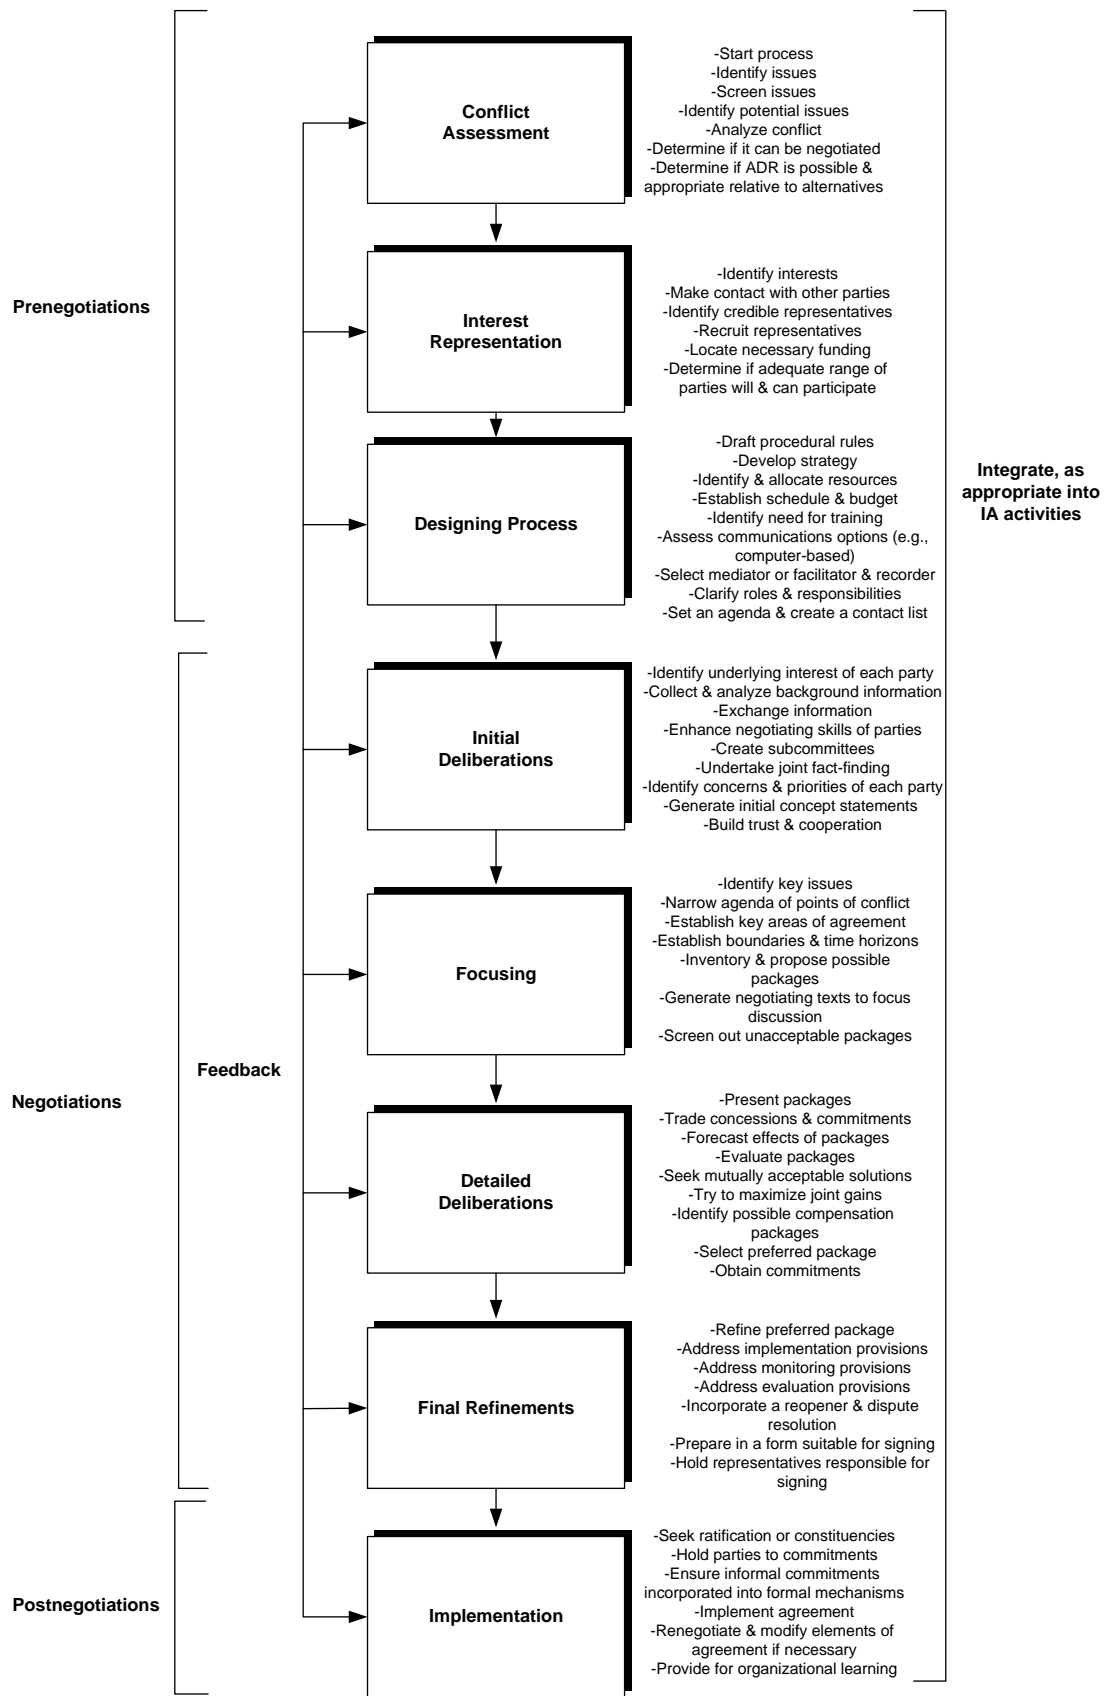 Conflict
Assessment
-Start process
-Identify issues
-Screen issues
-Identify potential issues
-Analyze conflict
-Determine if it can be negotiated
-Determine if ADR is possible &
appropriate relative to alternatives
Prenegotiations
Interest
Representation
-Identify interests
-Make contact with other parties
-Identify credible representatives
-Recruit representatives
-Locate necessary funding
-Determine if adequate range of
parties will & can participate
Designing Process
-Draft procedural rules
-Develop strategy
-Identify & allocate resources
-Establish schedule & budget
-Identify need for training
-Assess communications options (e.g.,
computer-based)
-Select mediator or facilitator & recorder
-Clarify roles & responsibilities
-Set an agenda & create a contact list
Integrate, as
appropriate into
IA activities
Initial
Deliberations
-Identify underlying interest of each party
-Collect & analyze background information
-Exchange information
-Enhance negotiating skills of parties
-Create subcommittees
-Undertake joint fact-finding
-Identify concerns & priorities of each party
-Generate initial concept statements
-Build trust & cooperation
Focusing
-Identify key issues
-Narrow agenda of points of conflict
-Establish key areas of agreement
-Establish boundaries & time horizons
-Inventory & propose possible
packages
-Generate negotiating texts to focus
discussion
-Screen out unacceptable packages
Feedback
Negotiations
Detailed
Deliberations
-Present packages
-Trade concessions & commitments
-Forecast effects of packages
-Evaluate packages
-Seek mutually acceptable solutions
-Try to maximize joint gains
-Identify possible compensation
packages
-Select preferred package
-Obtain commitments
Final Refinements
-Refine preferred package
-Address implementation provisions
-Address monitoring provisions
-Address evaluation provisions
-Incorporate a reopener & dispute
resolution
-Prepare in a form suitable for signing
-Hold representatives responsible for
signing
Postnegotiations
Implementation
-Seek ratification or constituencies
-Hold parties to commitments
-Ensure informal commitments
incorporated into formal mechanisms
-Implement agreement
-Renegotiate & modify elements of
agreement if necessary
-Provide for organizational learning